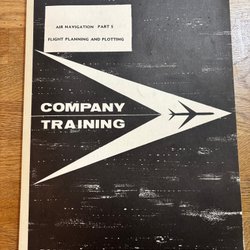 AIR NAVIGATION - PART 5
FLIGHT PLANNING AND PLOTTING
COMPANY
TRAINING